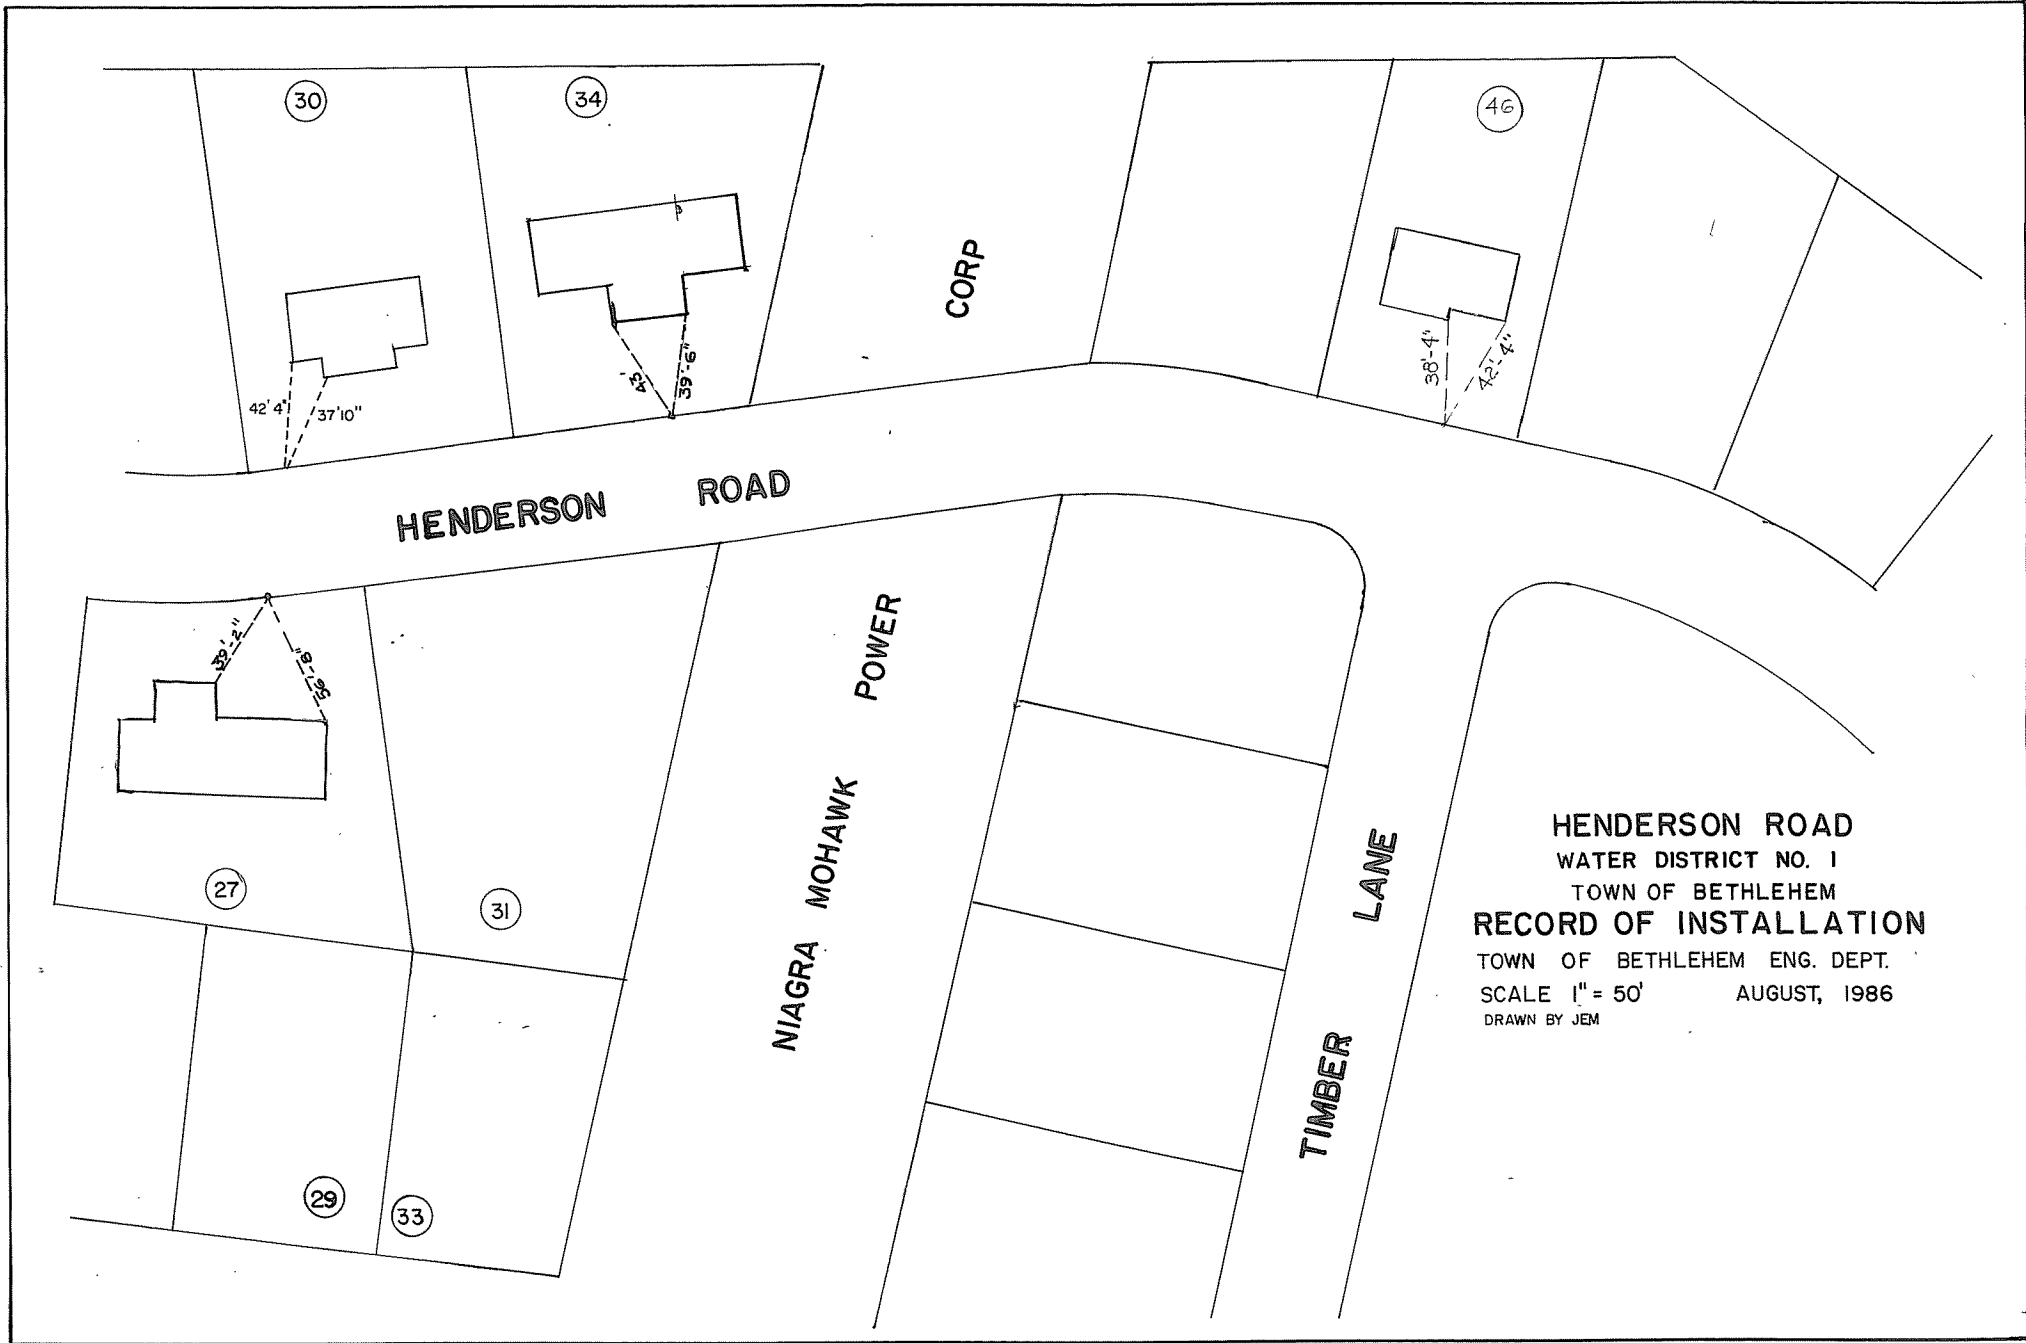 30
34
46
CORP
42' 4"
37'10"
43'
39'-6"
38'-4"
42'-4"
HENDERSON ROAD
39'-2"
56'-8"
POWER
NIAGRA MOHAWK
27
31
29
33
TIMBER LANE
HENDERSON ROAD
WATER DISTRICT NO. 1
TOWN OF BETHLEHEM
RECORD OF INSTALLATION
TOWN OF BETHLEHEM ENG. DEPT.
SCALE 1" = 50' AUGUST, 1986
DRAWN BY JEM